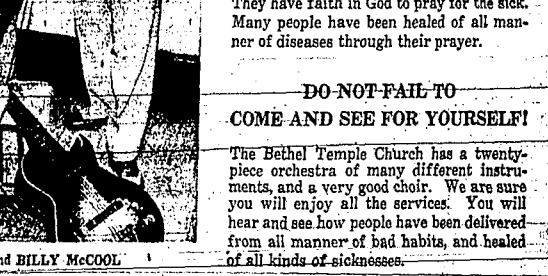 They have faith in God to pray for the sick.
Many people have been healed of all man-
ner of diseases through their prayer.
DO NOT FAIL TO
COME AND SEE FOR YOURSELF!
The Bethel Temple Church has a twenty-
piece orchestra of many different instru-
ments, and a very good choir. We are sure
you will enjoy all the services. You will
hear and see how people have been delivered
from all manner of bad habits, and healed
of all kinds of sicknesses.
nd BILLY McCOOL